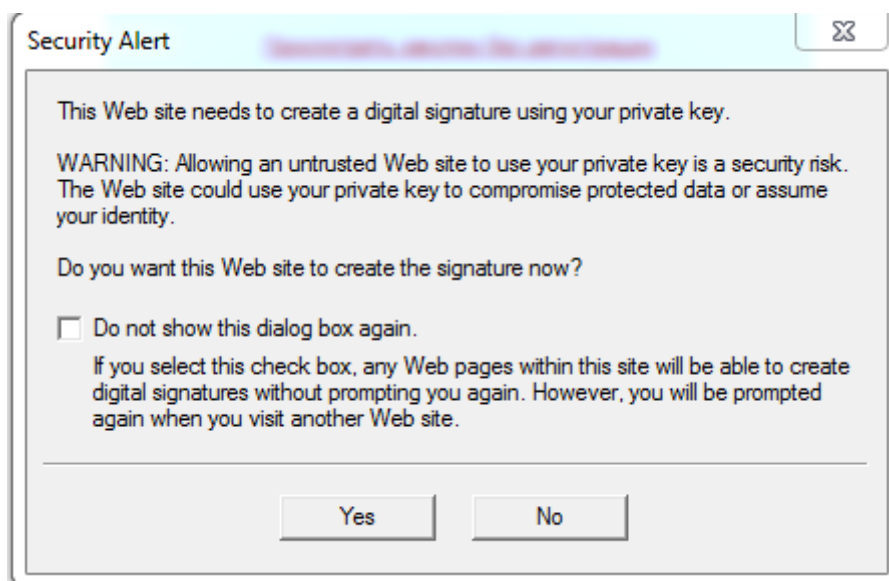 Security Alert
This Web site needs to create a digital signature using your private key.
WARNING: Allowing an untrusted Web site to use your private key is a security risk.
The Web site could use your private key to compromise protected data or assume
your identity.
Do you want this Web site to create the signature now?
Do not show this dialog box again.
If you select this check box, any Web pages within this site will be able to create
digital signatures without prompting you again. However, you will be prompted
again when you visit another Web site.
Yes
No